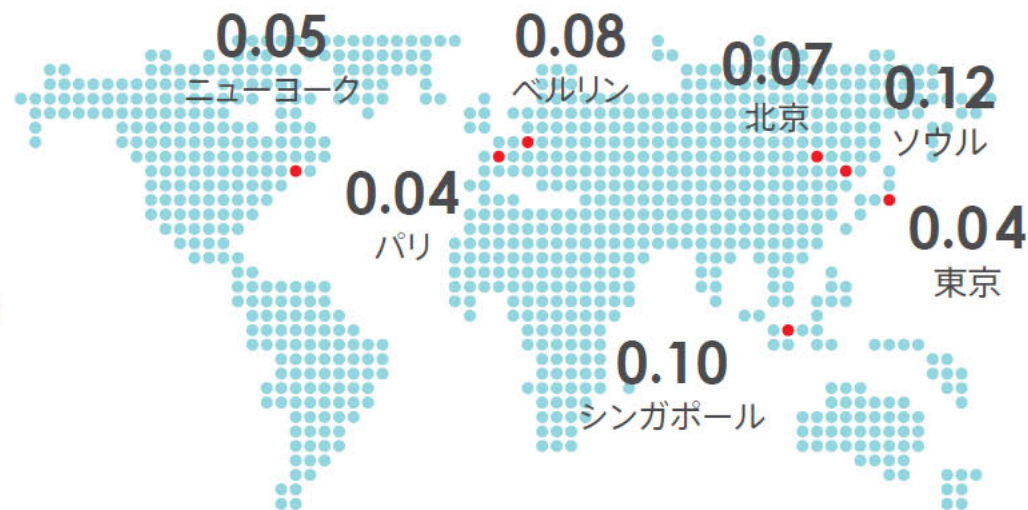 0.05
ニューヨーク
0.08
ベルリン
0.07
北京
0.12
ソウル
0.04
パリ
0.04
東京
0.10
シンガポール